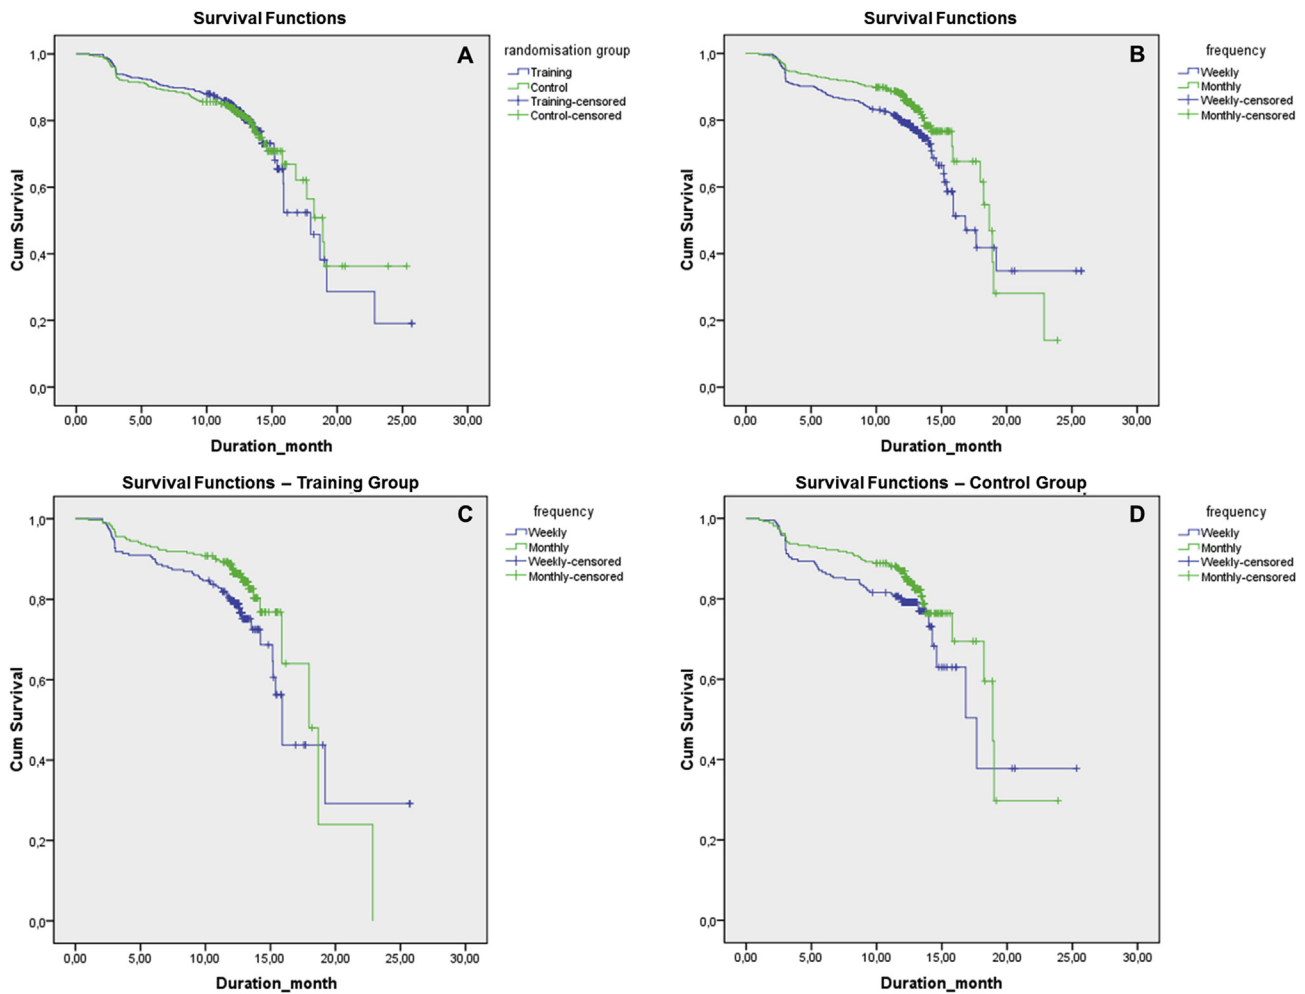 Survival Functions
A
Cum Survival
1,0
0,8
0,6
0,4
0,2
0,0
0,00 5,00 10,00 15,00 20,00 25,00 30,00
Duration_month
randomisation group
Training
Control
Training-censored
Control-censored
Survival Functions
B
Cum Survival
1,0
0,8
0,6
0,4
0,2
0,0
0,00 5,00 10,00 15,00 20,00 25,00 30,00
Duration_month
frequency
Weekly
Monthly
Weekly-censored
Monthly-censored
Survival Functions – Training Group
C
Cum Survival
1,0
0,8
0,6
0,4
0,2
0,0
0,00 5,00 10,00 15,00 20,00 25,00 30,00
Duration_month
frequency
Weekly
Monthly
Weekly-censored
Monthly-censored
Survival Functions – Control Group
D
Cum Survival
1,0
0,8
0,6
0,4
0,2
0,0
0,00 5,00 10,00 15,00 20,00 25,00 30,00
Duration_month
frequency
Weekly
Monthly
Weekly-censored
Monthly-censored